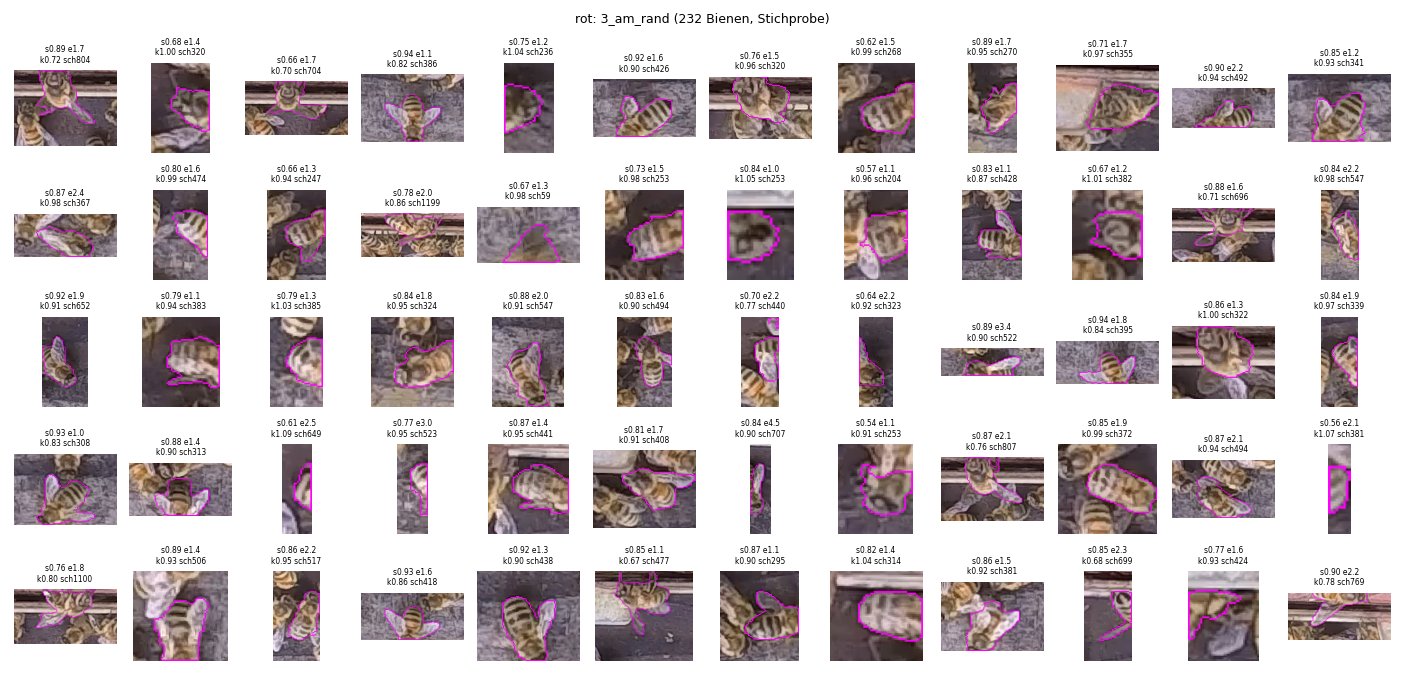 rot: 3_am_rand (232 Bienen, Stichprobe)
s0.89 e1.7
k0.72 sch804
s0.68 e1.4
k1.00 sch320
s0.66 e1.7
k0.70 sch704
s0.94 e1.1
k0.82 sch386
s0.75 e1.2
k1.04 sch236
s0.92 e1.6
k0.90 sch426
s0.76 e1.5
k0.96 sch320
s0.62 e1.5
k0.99 sch268
s0.89 e1.7
k0.95 sch270
s0.71 e1.7
k0.97 sch355
s0.90 e2.2
k0.94 sch492
s0.85 e1.2
k0.93 sch341
s0.87 e2.4
k0.98 sch367
s0.80 e1.6
k0.99 sch474
s0.66 e1.3
k0.94 sch247
s0.78 e2.0
k0.86 sch1199
s0.67 e1.3
k0.98 sch59
s0.73 e1.5
k0.98 sch253
s0.84 e1.0
k1.05 sch253
s0.57 e1.1
k0.96 sch204
s0.83 e1.1
k0.87 sch428
s0.67 e1.2
k1.01 sch382
s0.88 e1.6
k0.71 sch696
s0.84 e2.2
k0.98 sch547
s0.92 e1.9
k0.91 sch652
s0.79 e1.1
k0.94 sch383
s0.79 e1.3
k1.03 sch385
s0.84 e1.8
k0.95 sch324
s0.88 e2.0
k0.91 sch547
s0.83 e1.6
k0.90 sch494
s0.70 e2.2
k0.77 sch440
s0.64 e2.2
k0.92 sch323
s0.89 e3.4
k0.90 sch522
s0.94 e1.8
k0.84 sch395
s0.86 e1.3
k1.00 sch322
s0.84 e1.9
k0.97 sch339
s0.93 e1.0
k0.83 sch308
s0.88 e1.4
k0.90 sch313
s0.61 e2.5
k1.09 sch649
s0.77 e3.0
k0.95 sch523
s0.87 e1.4
k0.95 sch441
s0.81 e1.7
k0.91 sch408
s0.84 e4.5
k0.90 sch707
s0.54 e1.1
k0.91 sch253
s0.87 e2.1
k0.76 sch807
s0.85 e1.9
k0.99 sch372
s0.87 e2.1
k0.94 sch494
s0.56 e2.1
k1.07 sch381
s0.76 e1.8
k0.80 sch1100
s0.89 e1.4
k0.93 sch506
s0.86 e2.2
k0.95 sch517
s0.93 e1.6
k0.86 sch418
s0.92 e1.3
k0.90 sch438
s0.85 e1.1
k0.67 sch477
s0.87 e1.1
k0.90 sch295
s0.82 e1.4
k1.04 sch314
s0.86 e1.5
k0.92 sch381
s0.85 e2.3
k0.68 sch699
s0.77 e1.6
k0.93 sch424
s0.90 e2.2
k0.78 sch769